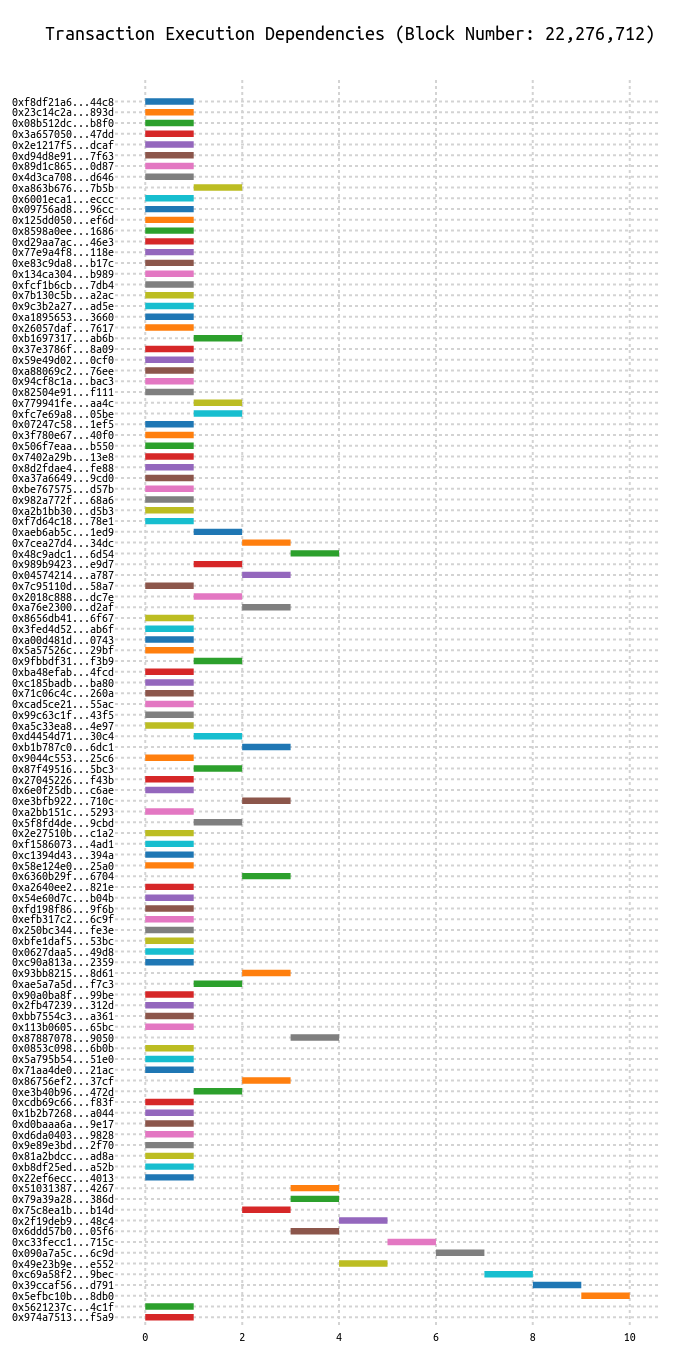 Transaction Execution Dependencies (Block Number: 22,276,712)
0xf8df21a6...44c8
0x23c14c2a...893d
0x08b512dc...b8f0
0x3a657050...47dd
0x2e1217f5...dcaf
0xd94d8e91...7f63
0x89d1c865...0d87
0x4d3ca708...d646
0xa863b676...7b5b
0x6001eca1...eccc
0x09756ad8...96cc
0x125dd050...ef6d
0x8598a0ee...1686
0xd29aa7ac...46e3
0x77e9a4f8...118e
0xe83c9da8...b17c
0x134ca304...b989
0xfcf1b6cb...7db4
0x7b130c5b...a2ac
0x9c3b2a27...ad5e
0xa1895653...3660
0x26057daf...7617
0xb1697317...ab6b
0x37e3786f...8a09
0x59e49d02...0cf0
0xa88069c2...76ee
0x94cf8c1a...bac3
0x82504e91...f111
0x779941fe...aa4c
0xfc7e69a8...05be
0x07247c58...1ef5
0x3f780e67...40f0
0x506f7eaa...b550
0x7402a29b...13e8
0x8d2fdae4...fe88
0xa37a6649...9cd0
0xbe767575...d57b
0x982a772f...68a6
0xa2b1bb30...d5b3
0xf7d64c18...78e1
0xaeb6ab5c...1ed9
0x7cea27d4...34dc
0x48c9adc1...6d54
0x989b9423...e9d7
0x04574214...a787
0x7c95110d...58a7
0x2018c888...dc7e
0xa76e2300...d2af
0x8656db41...6f67
0x3fed4d52...ab6f
0xa00d481d...0743
0x5a57526c...29bf
0x9fbbdf31...f3b9
0xba48efab...4fcd
0xc185badb...ba80
0x71c06c4c...260a
0xcad5ce21...55ac
0x99c63c1f...43f5
0xa5c33ea8...4e97
0xd4454d71...30c4
0xb1b787c0...6dc1
0x9044c553...25c6
0x87f49516...5bc3
0x27045226...f43b
0x6e0f25db...c6ae
0xe3bfb922...710c
0xa2bb151c...5293
0x5f8fd4de...9cbd
0x2e27510b...c1a2
0xf1586073...4ad1
0xc1394d43...394a
0x58e124e0...25a0
0x6360b29f...6704
0xa2640ee2...821e
0x54e60d7c...b04b
0xfd198f86...9f6b
0xefb317c2...6c9f
0x250bc344...fe3e
0xbfe1daf5...53bc
0x0627daa5...49d8
0xc90a813a...2359
0x93bb8215...8d61
0xae5a7a5d...f7c3
0x90a0ba8f...99be
0x2fb47239...312d
0xbb7554c3...a361
0x113b0605...65bc
0x87887078...9050
0x0853c098...6b0b
0x5a795b54...51e0
0x71aa4de0...21ac
0x86756ef2...37cf
0xe3b40b96...472d
0xcdb69c66...f83f
0x1b2b7268...a044
0xd0baaa6a...9e17
0xd6da0403...9828
0x9e89e3bd...2f70
0x81a2bdcc...ad8a
0xb8df25ed...a52b
0x22ef6ecc...4013
0x51031387...4267
0x79a39a28...386d
0x75c8ea1b...b14d
0x2f19deb9...48c4
0x6ddd57b0...05f6
0xc33fecc1...715c
0x090a7a5c...6c9d
0x49e23b9e...e552
0xc69a58f2...9bec
0x39ccaf56...d791
0x5efbc10b...8db0
0x5621237c...4c1f
0x974a7513...f5a9
0 2 4 6 8 10